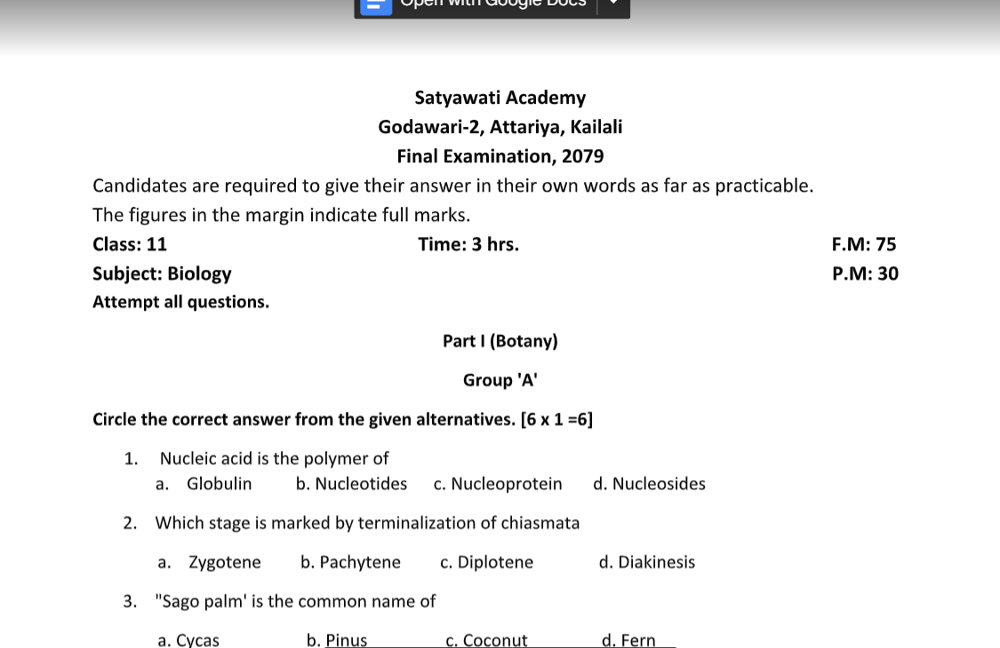 Open with Google Docs
Satyawati Academy
Godawari-2, Attariya, Kailali
Final Examination, 2079
Candidates are required to give their answer in their own words as far as practicable.
The figures in the margin indicate full marks.
Class: 11 Time: 3 hrs. F.M: 75
Subject: Biology P.M: 30
Attempt all questions.
Part I (Botany)
Group 'A'
Circle the correct answer from the given alternatives. [6 x 1 =6]
1. Nucleic acid is the polymer of
a. Globulin b. Nucleotides c. Nucleoprotein d. Nucleosides
2. Which stage is marked by terminalization of chiasmata
a. Zygotene b. Pachytene c. Diplotene d. Diakinesis
3. "Sago palm' is the common name of
a. Cycas b. Pinus c. Coconut d. Fern